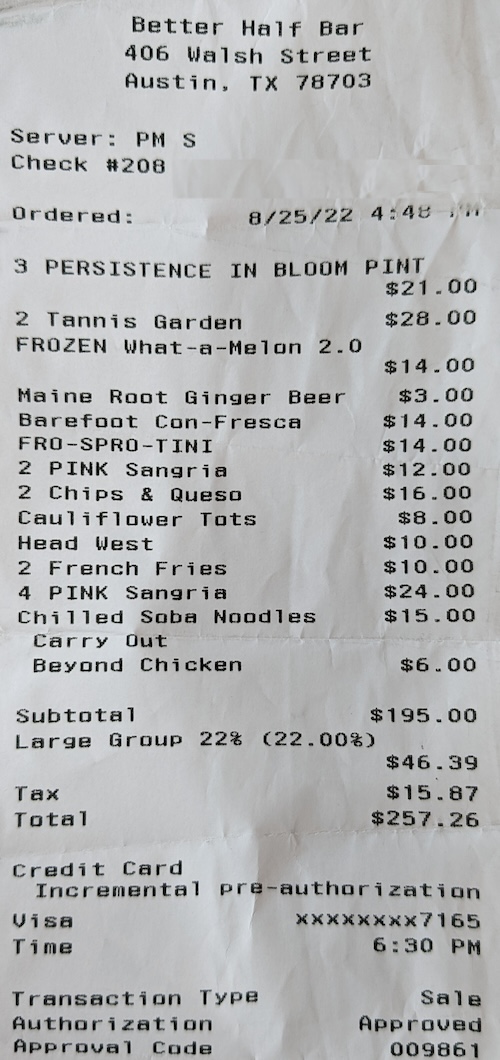 Better Half Bar
406 Walsh Street
Austin, TX 78703
Server: PM S
Check #208
Ordered: 8/25/22 4:48 PM
3 PERSISTENCE IN BLOOM PINT
$21.00
2 Tannis Garden $28.00
FROZEN What-a-Melon 2.0
$14.00
Maine Root Ginger Beer $3.00
Barefoot Con-Fresca $14.00
FRO-SPRO-TINI $14.00
2 PINK Sangria $12.00
2 Chips & Queso $16.00
Cauliflower Tots $8.00
Head West $10.00
2 French Fries $10.00
4 PINK Sangria $24.00
Chilled Soba Noodles $15.00
Carry Out
Beyond Chicken $6.00
Subtotal $195.00
Large Group 22% (22.00%)
$46.39
Tax $15.87
Total $257.26
Credit Card
Incremental pre-authorization
Visa xxxxxxxx7165
Time 6:30 PM
Transaction Type Sale
Authorization Approved
Approval Code 009861